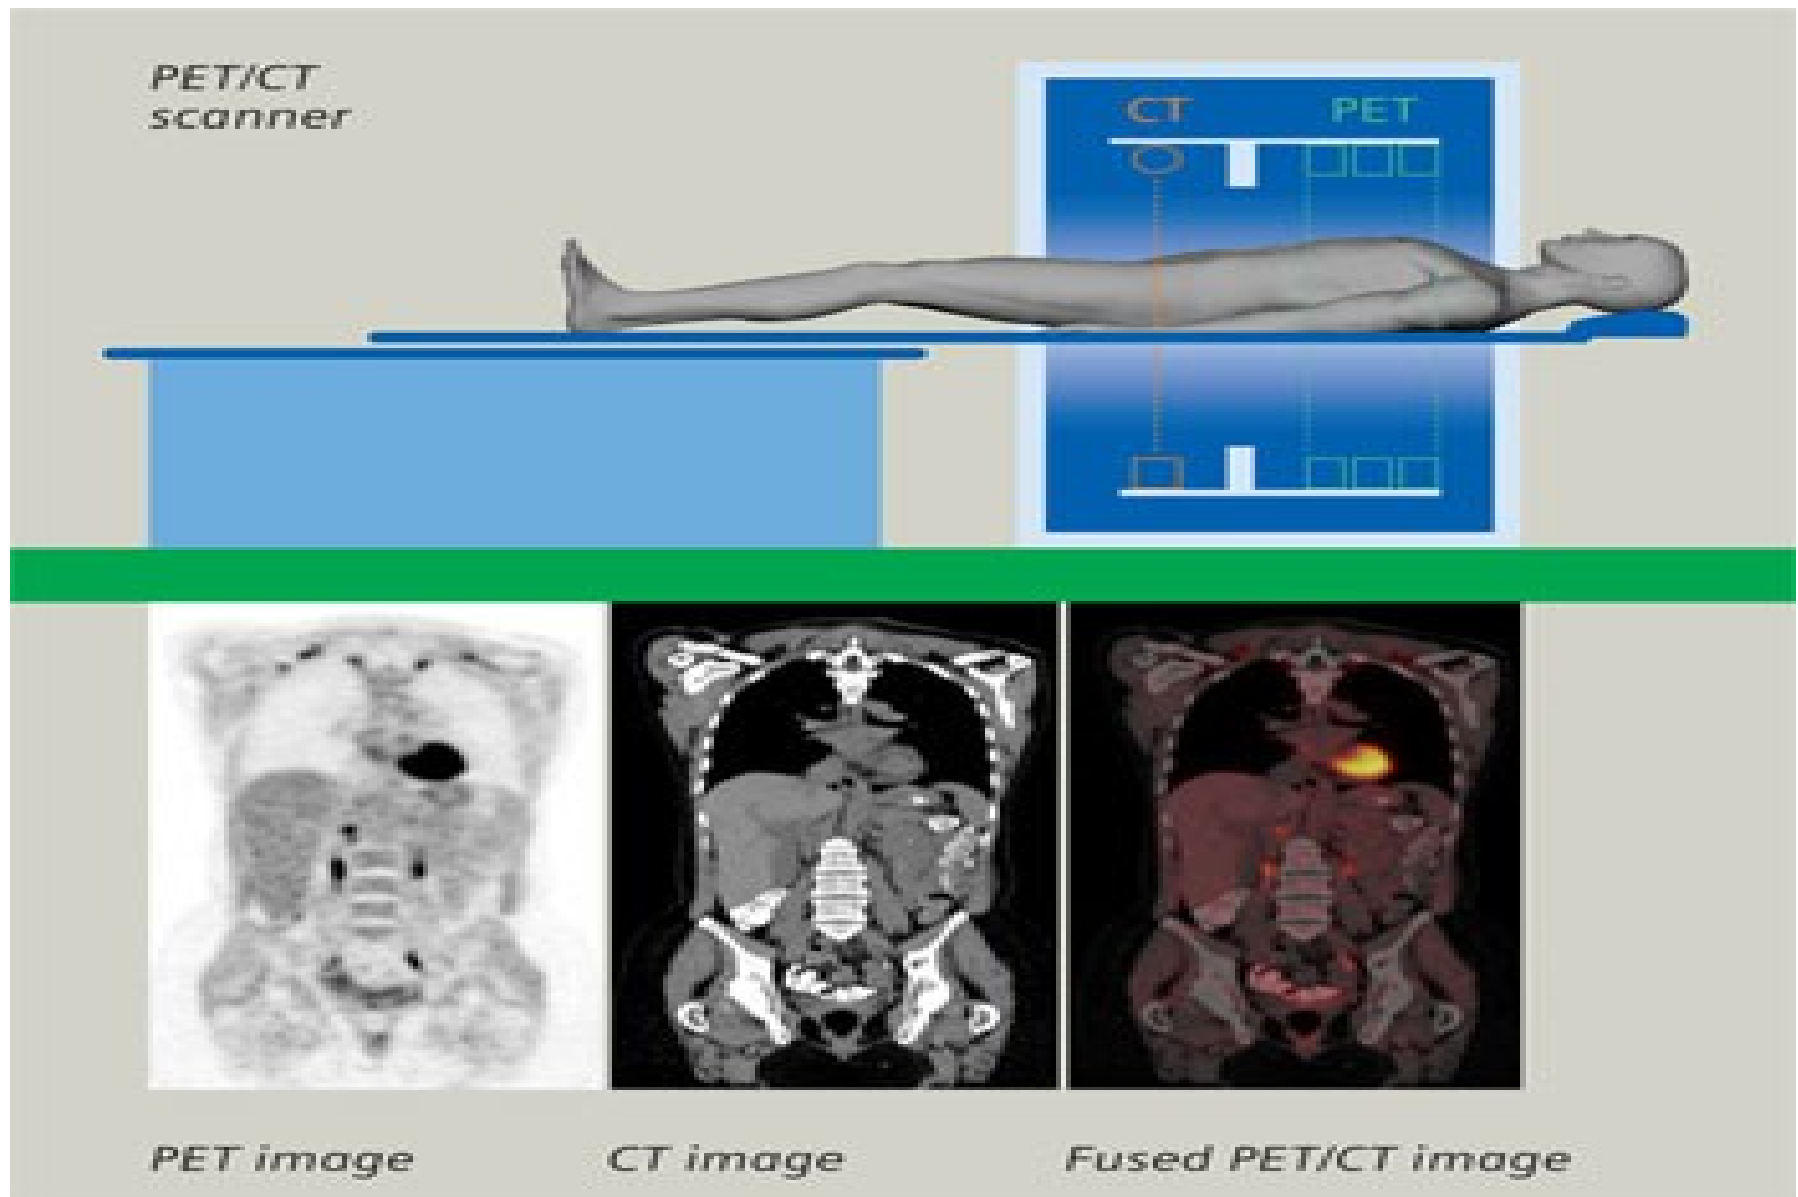 PET/CT
scanner
CT
PET
PET image
CT image
Fused PET/CT image